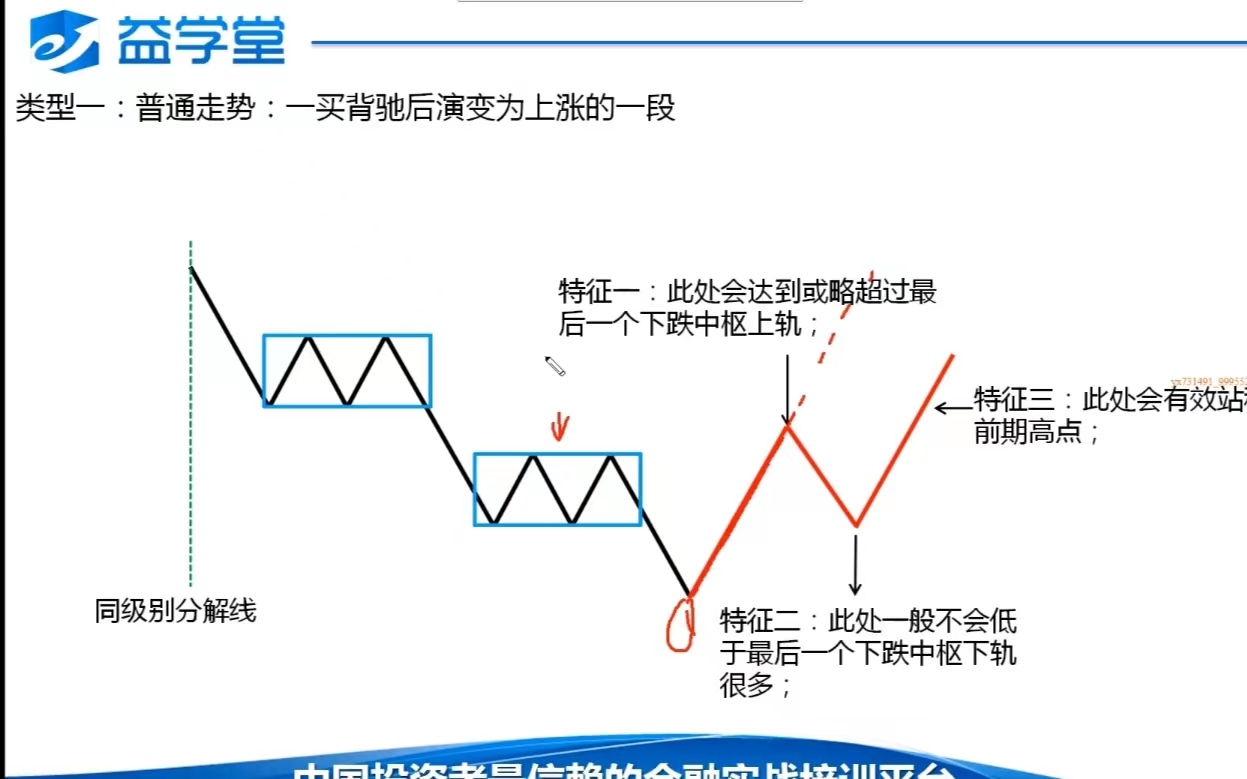 益学堂
类型一：普通走势：一买背驰后演变为上涨的一段
特征一：此处会达到或略超过最
后一个下跌中枢上轨；
yx731491_999552
特征三：此处会有效站
前期高点；
同级别分解线
特征二：此处一般不会低
于最后一个下跌中枢下轨
很多；
中国投资者最信赖的金融实战培训平台